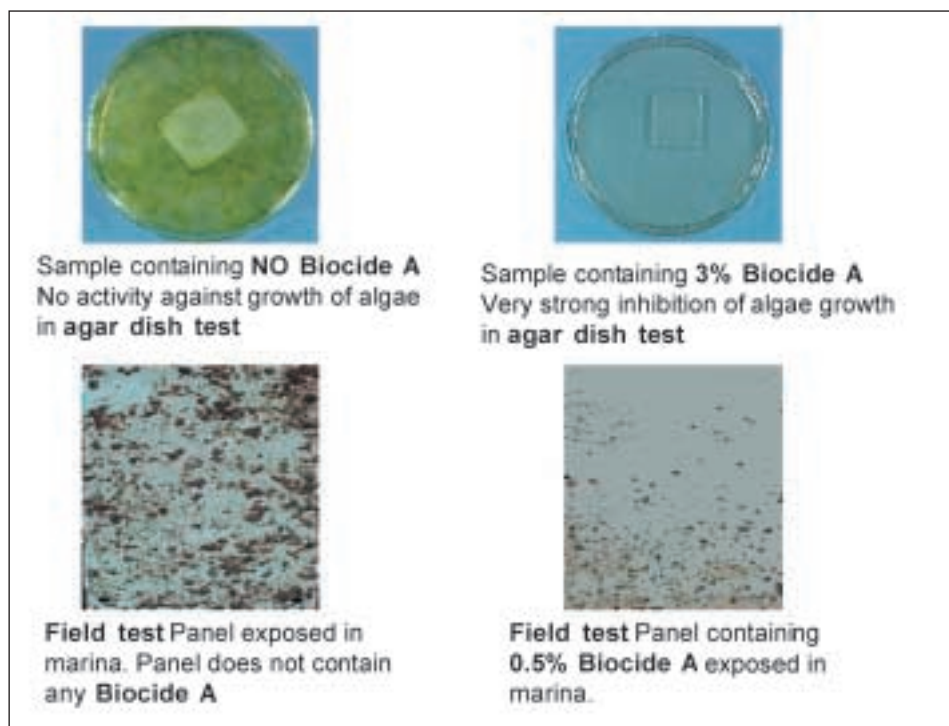 Sample containing NO Biocide A
No activity against growth of algae
in agar dish test
Sample containing 3% Biocide A
Very strong inhibition of algae growth
in agar dish test
Field test Panel exposed in
marina. Panel does not contain
any Biocide A
Field test Panel containing
0.5% Biocide A exposed in
marina.